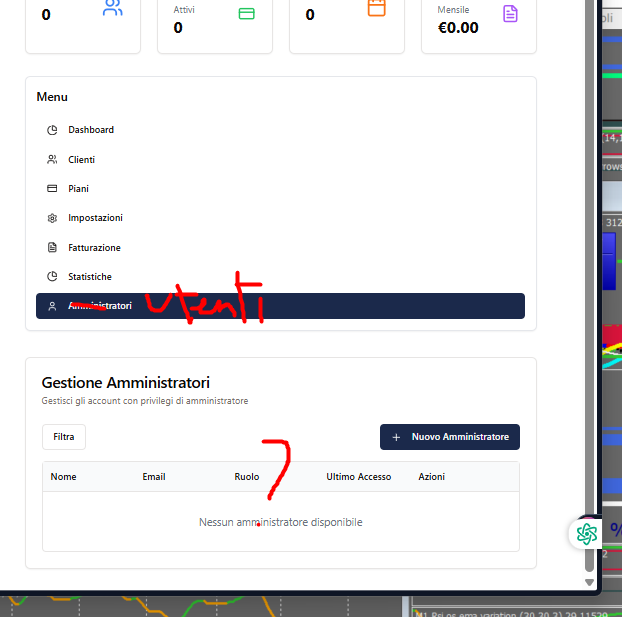 0
Attivi
0
0
Mensile
€0.00
Menu
Dashboard
Clienti
Piani
Impostazioni
Fatturazione
Statistiche
Amministratori utenti
Gestione Amministratori
Gestisci gli account con privilegi di amministratore
Filtra
+ Nuovo Amministratore
Nome Email Ruolo Ultimo Accesso Azioni
?
Nessun amministratore disponibile
312
%